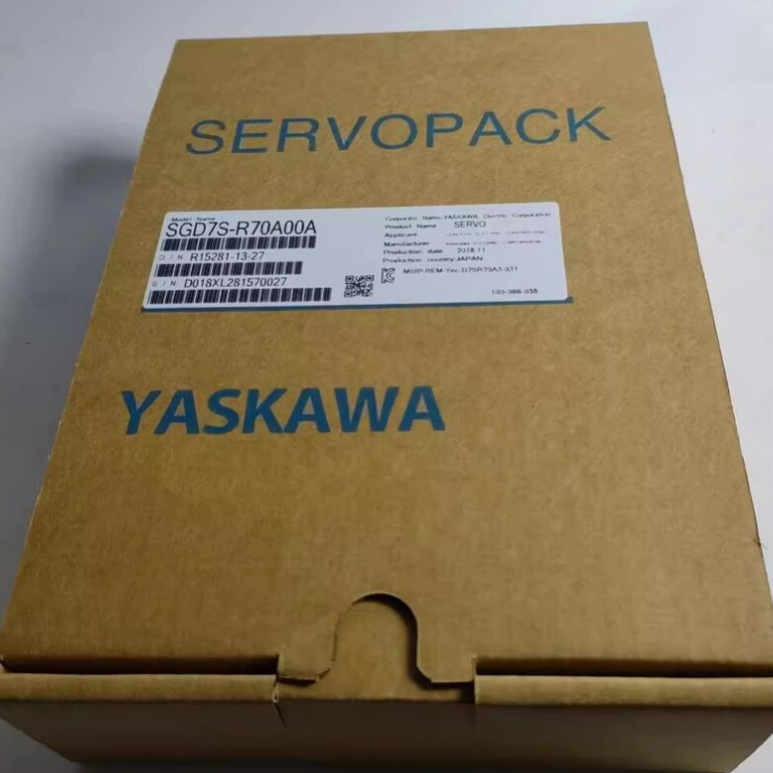 SERVOPACK
Model Name
SGD7S-R70A00A
O/N R15281-13-27
S/N D018XL281570027
Corporate Name: YASKAWA Electric Corporation
Product Name SERVO
Applicant
Manufacturer
Production date 2018.11
Production country: JAPAN
MSIP-REM-Yec-D7SR70A3-931
YASKAWA